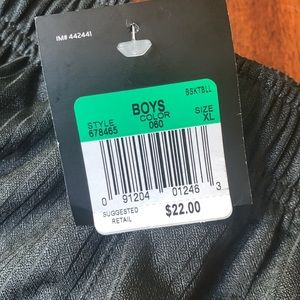 IM# 442441
BSKTBLL
BOYS
STYLE COLOR SIZE
678465 060 XL
0 91204 01246 3
SUGGESTED
RETAIL $22.00